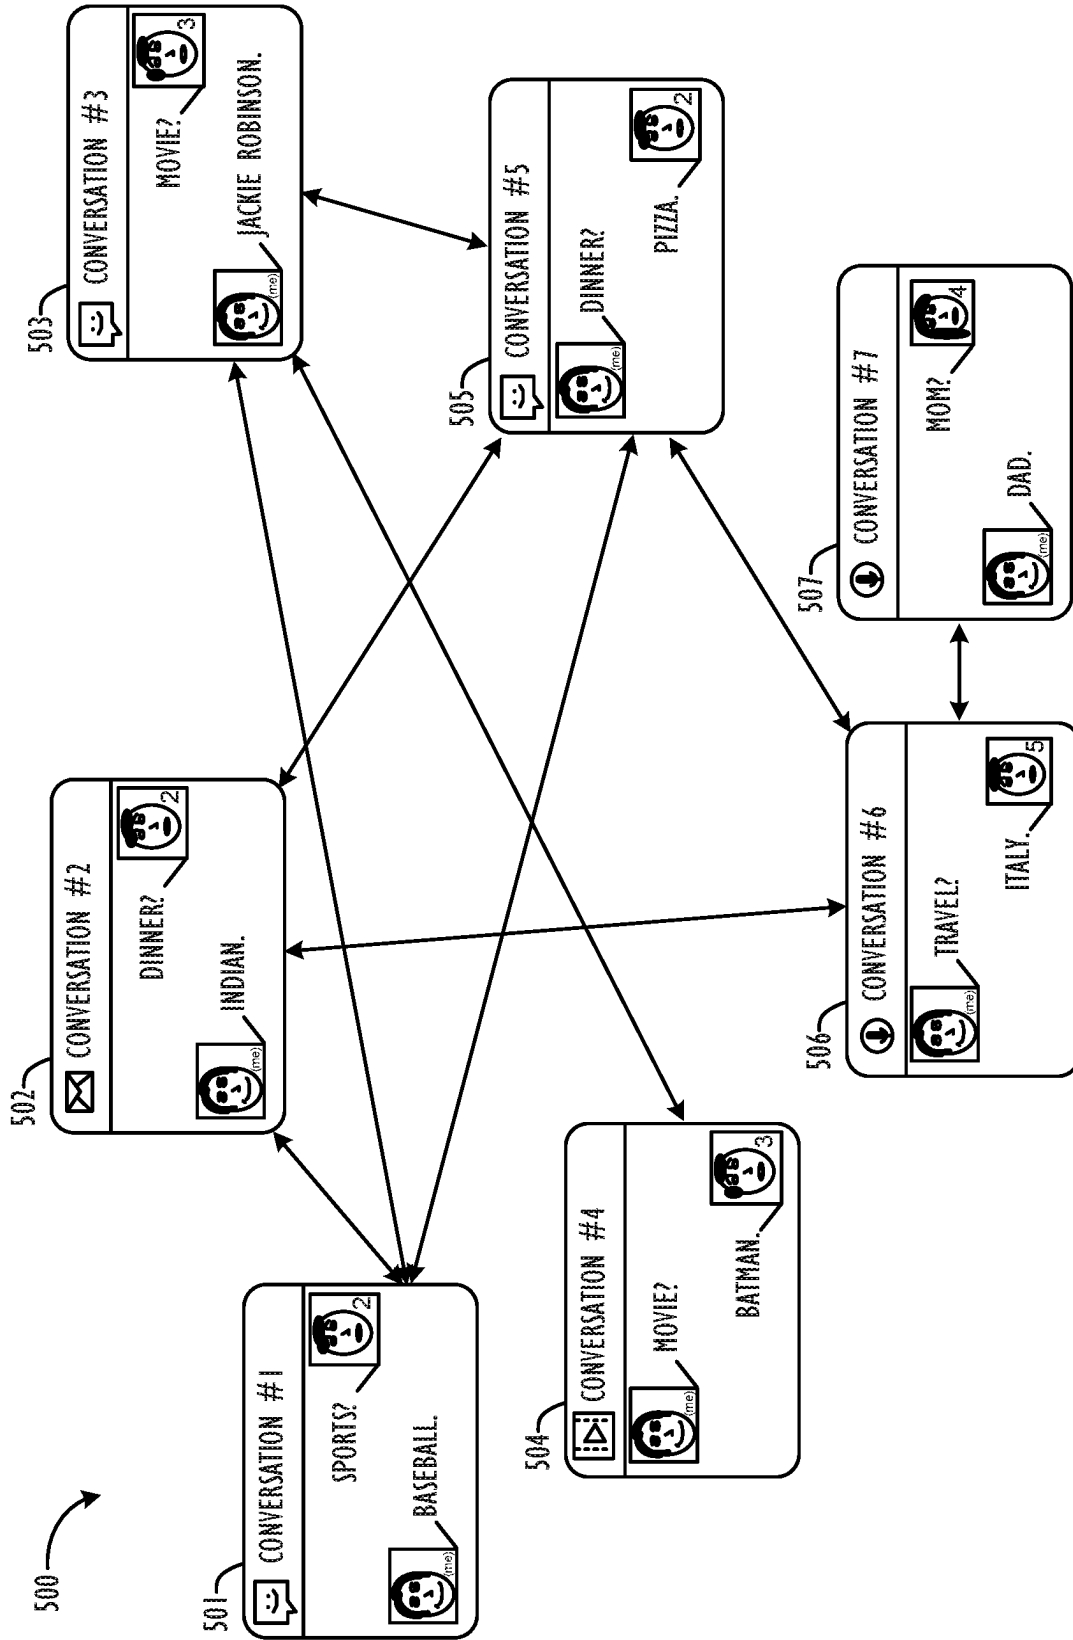 500
501
CONVERSATION #1
SPORTS?
2
BASEBALL.
(me)
502
CONVERSATION #2
DINNER?
2
INDIAN.
(me)
503
CONVERSATION #3
MOVIE?
3
JACKIE ROBINSON.
(me)
504
CONVERSATION #4
MOVIE?
(me)
BATMAN.
3
505
CONVERSATION #5
DINNER?
(me)
PIZZA.
2
506
CONVERSATION #6
TRAVEL?
(me)
ITALY.
5
507
CONVERSATION #7
MOM?
4
DAD.
(me)